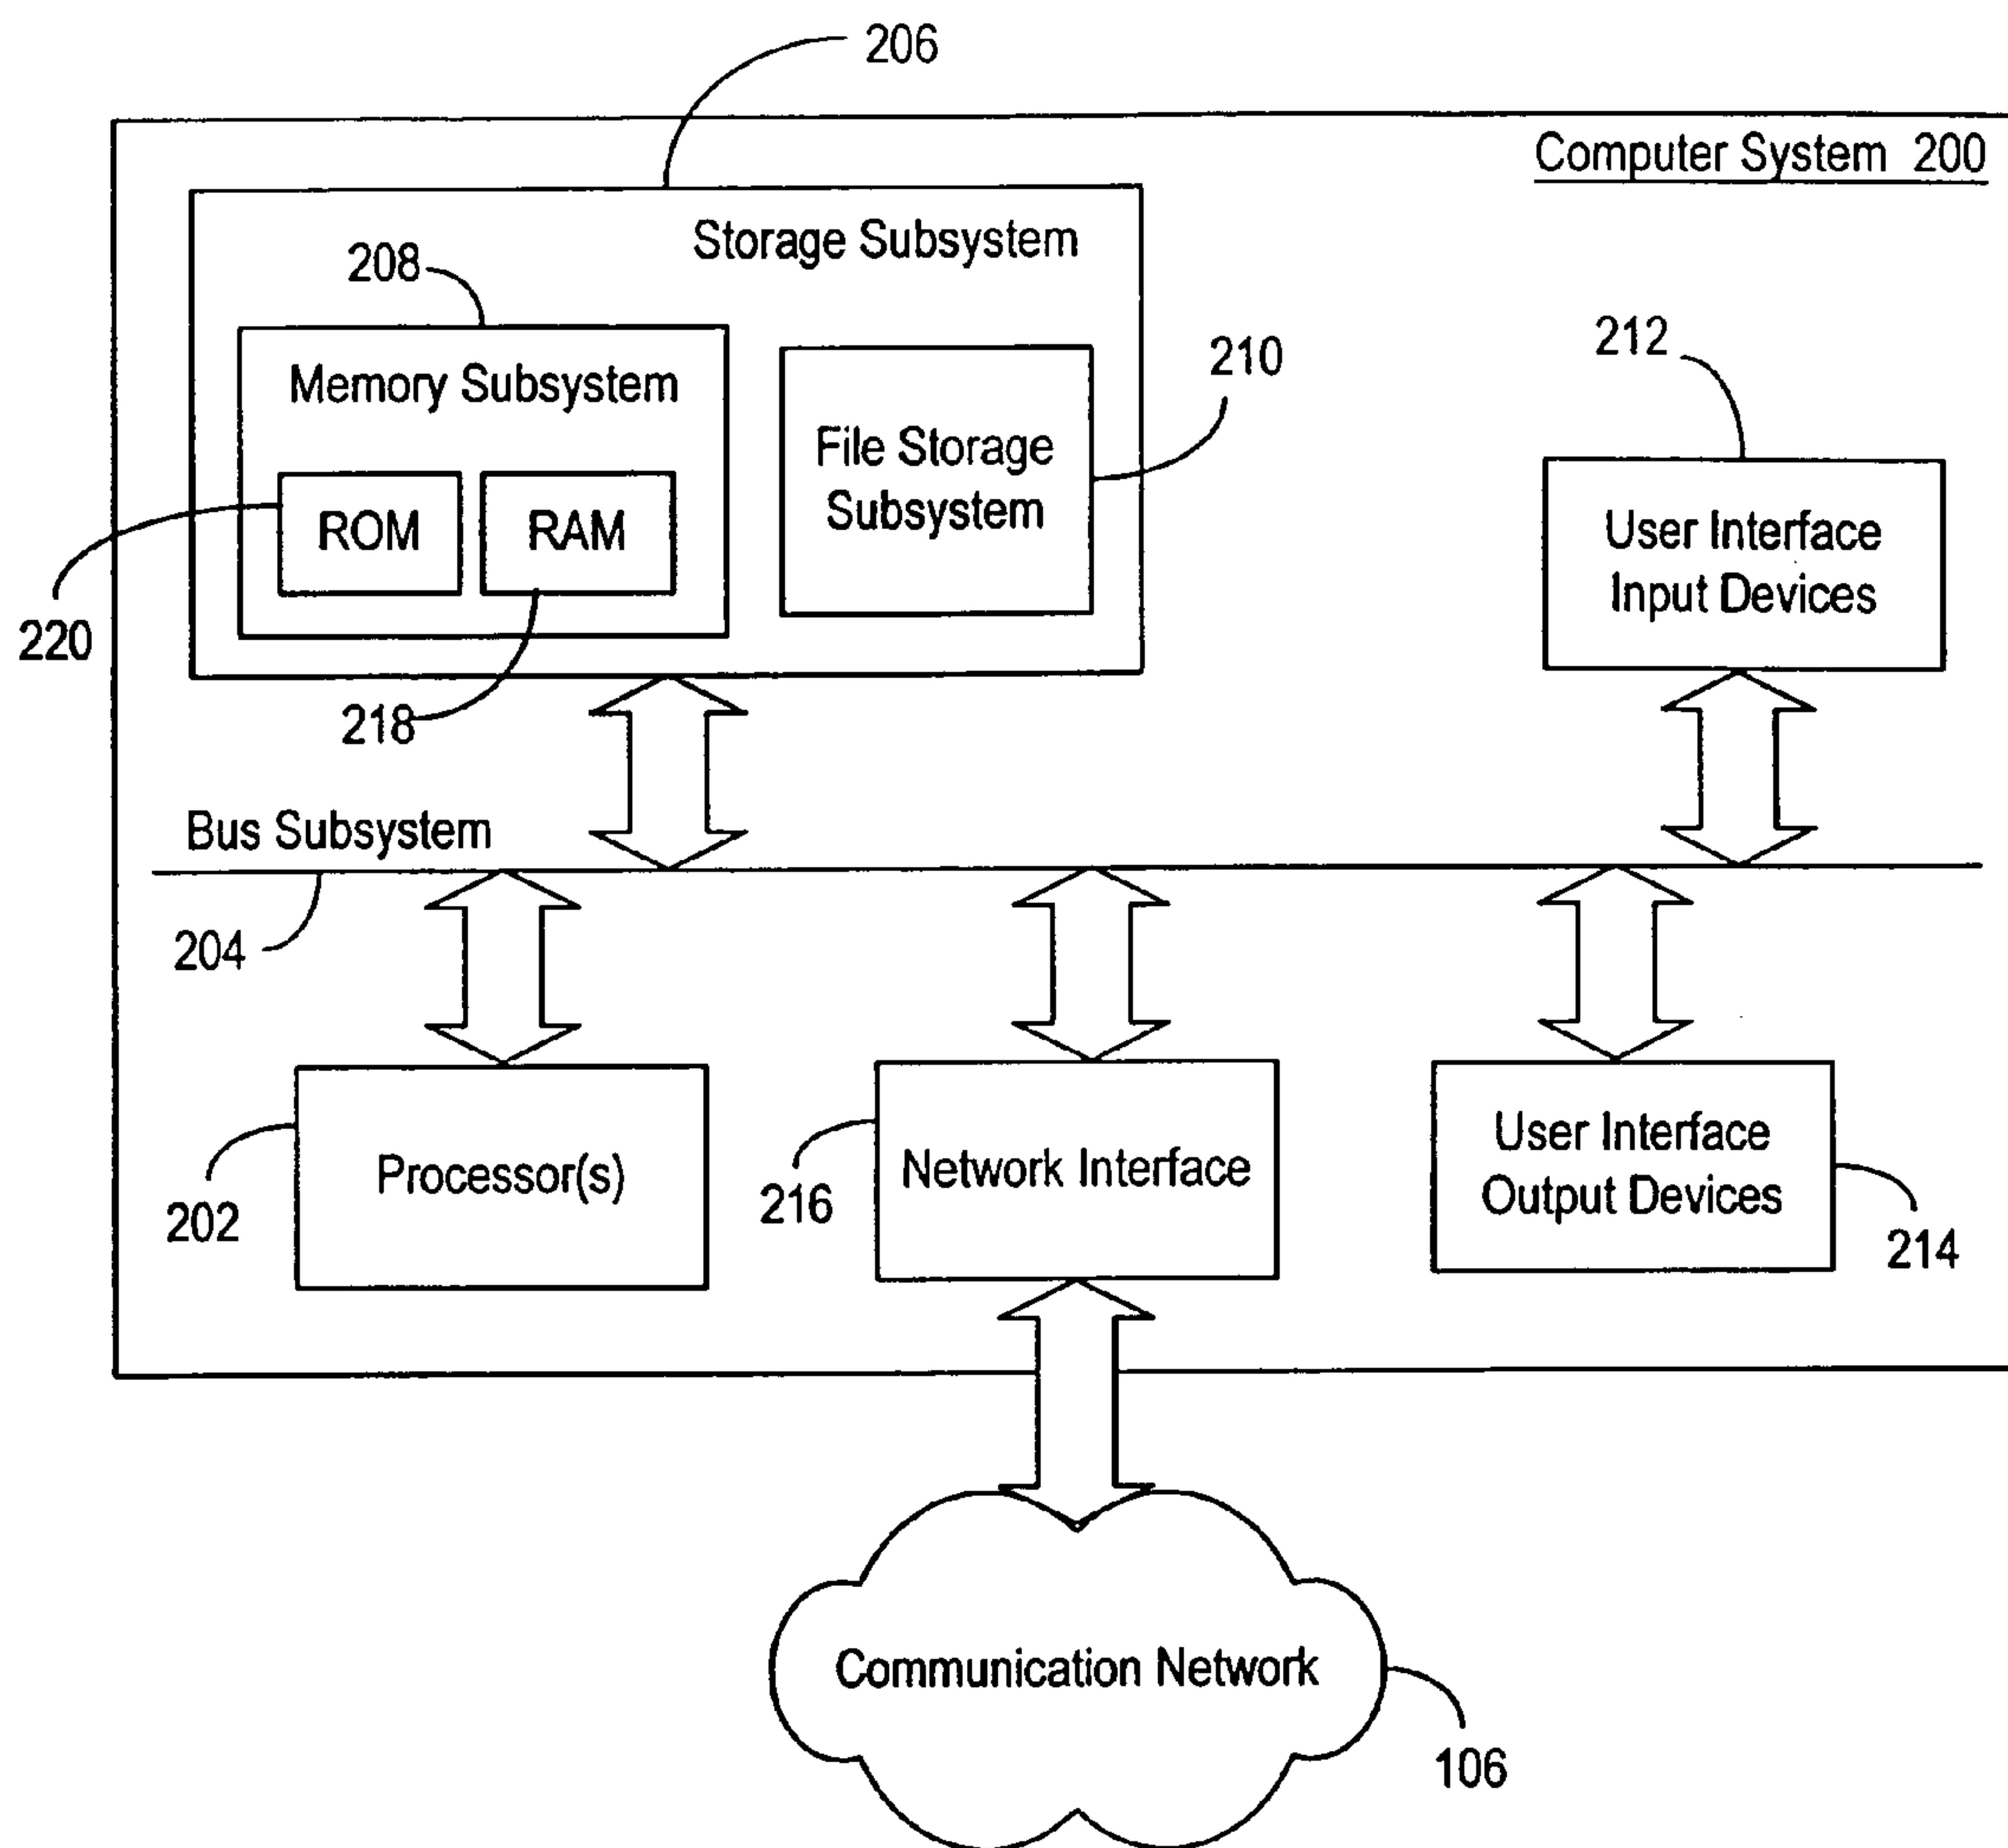 206
Computer System 200
Storage Subsystem
208
Memory Subsystem
210
File Storage
Subsystem
212
ROM
RAM
User Interface
Input Devices
220
218
Bus Subsystem
204
Processor(s)
202
Network Interface
216
User Interface
Output Devices
214
Communication Network
106